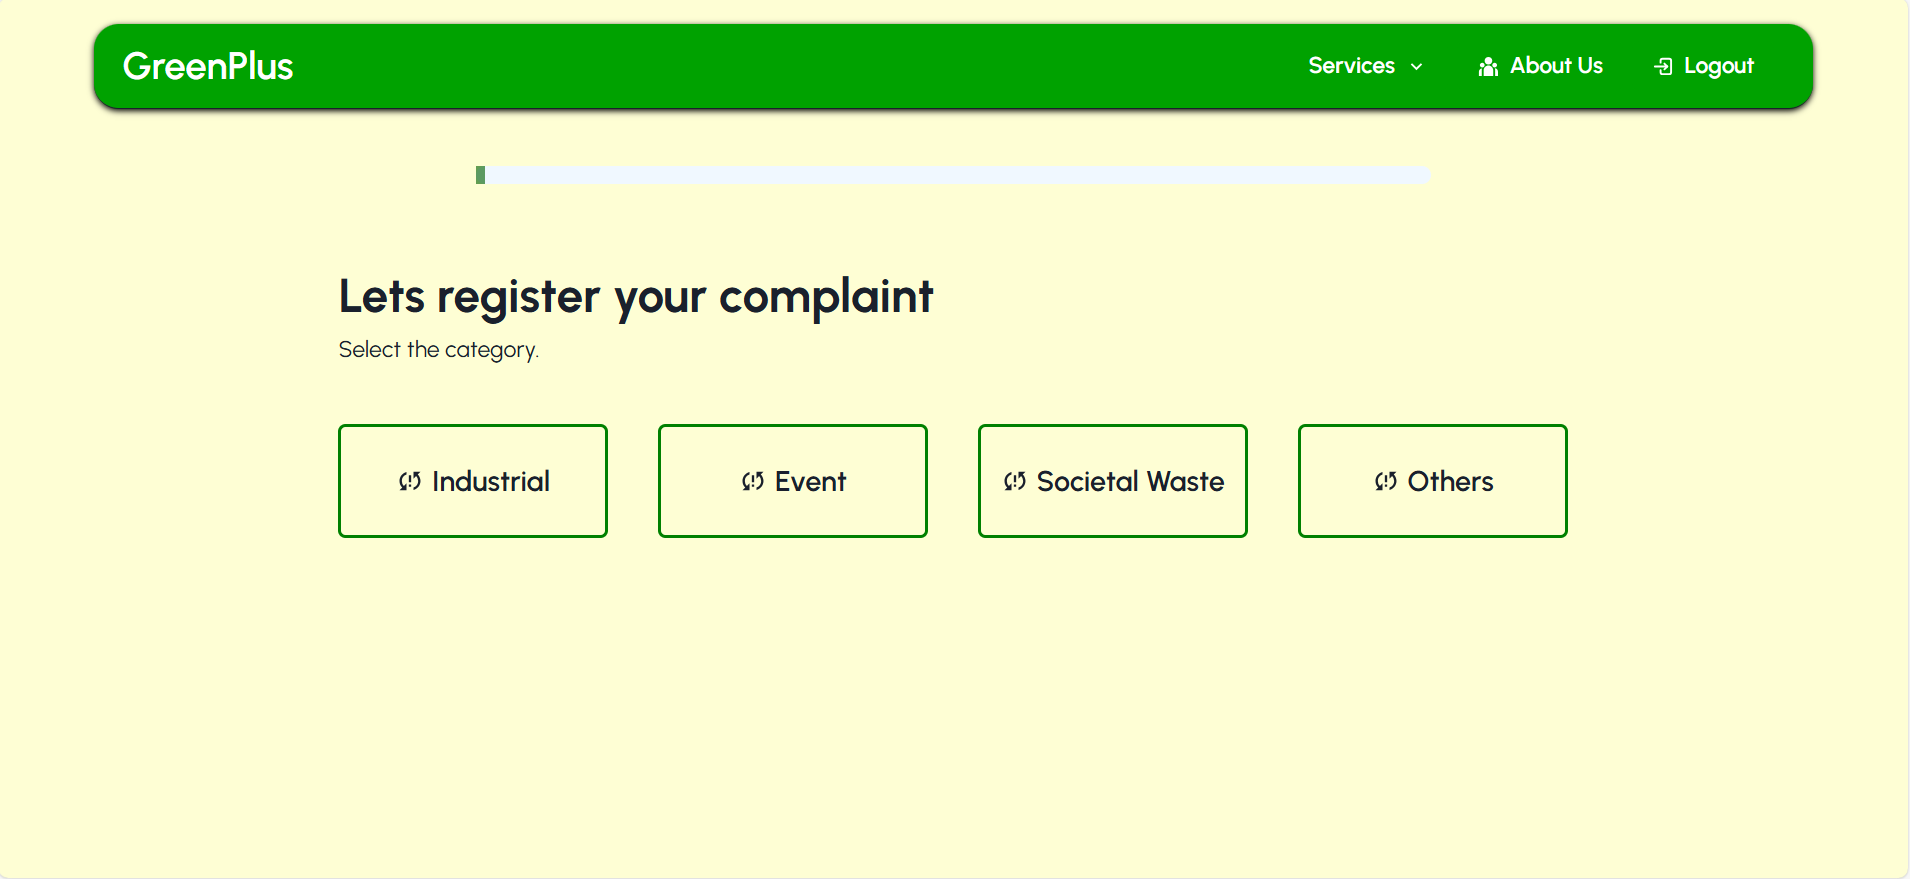 GreenPlus
Services
About Us
Logout
Lets register your complaint
Select the category.
Industrial
Event
Societal Waste
Others